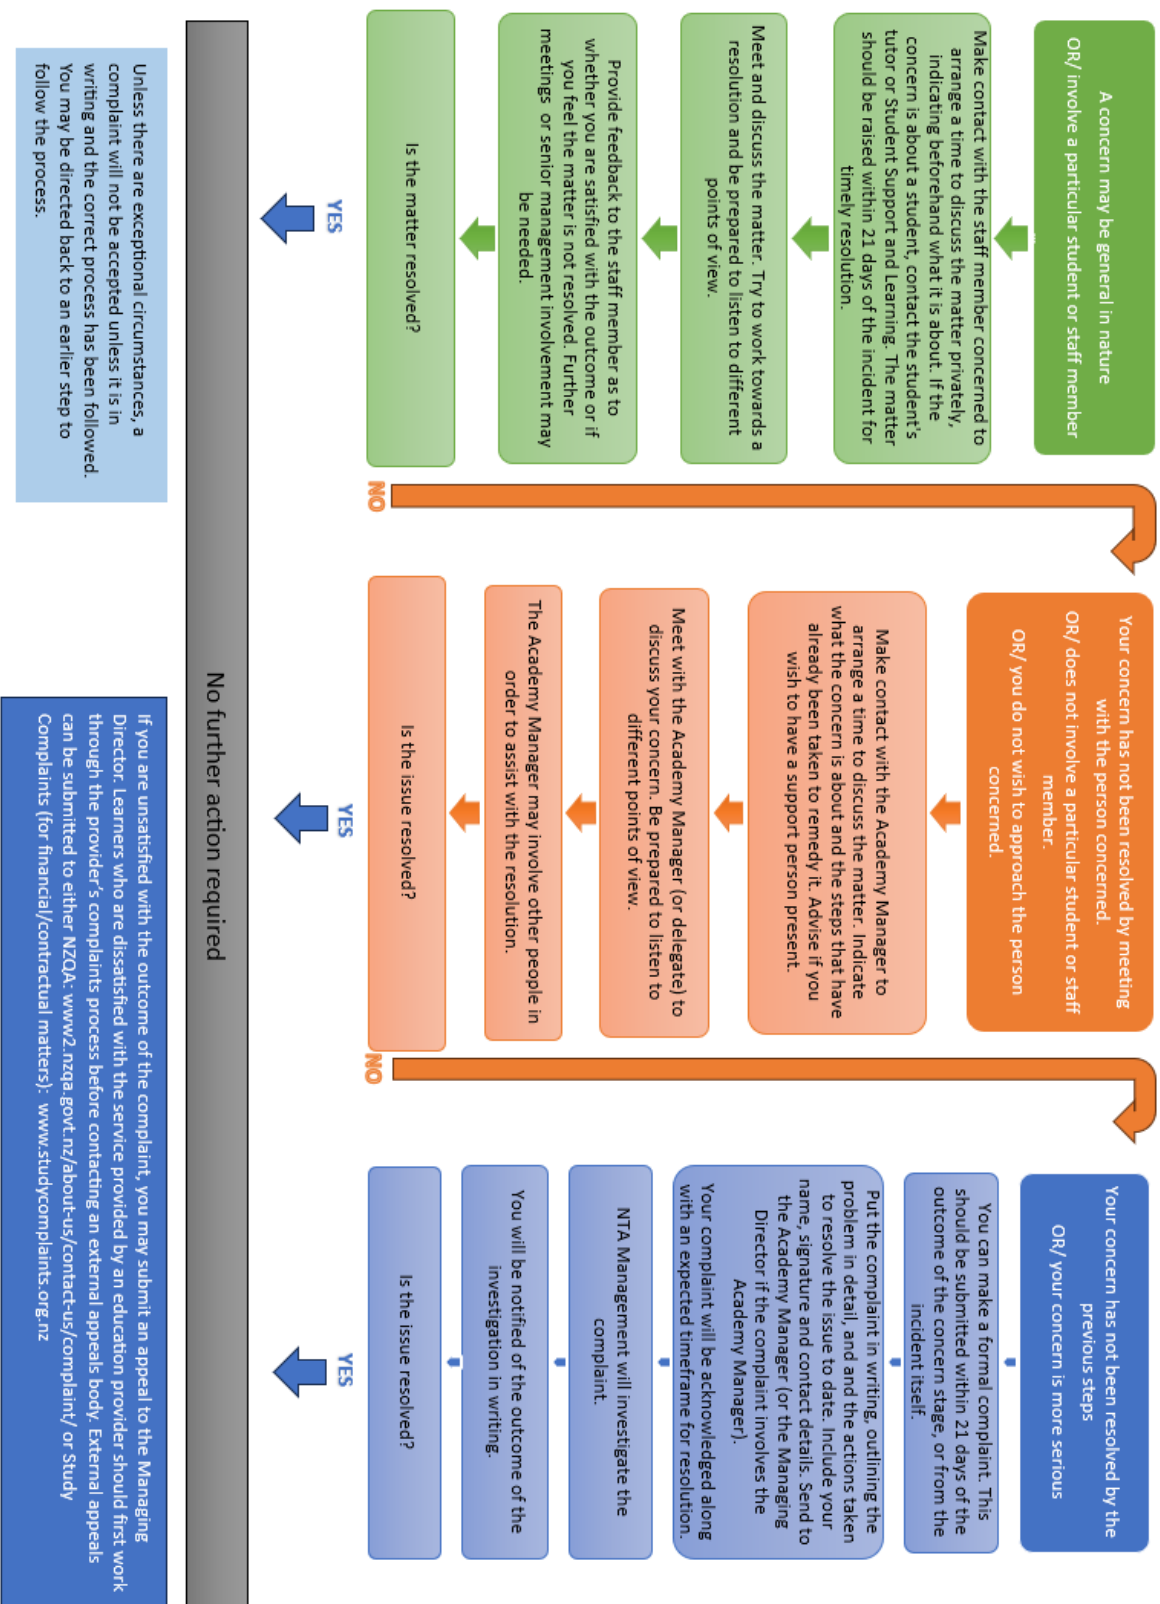 A concern may be general in nature
OR/ involve a particular student or staff member
Make contact with the staff member concerned to
arrange a time to discuss the matter privately,
indicating beforehand what it is about. If the
concern is about a student, contact the student's
tutor or Student Support and Learning. The matter
should be raised within 21 days of the incident for
timely resolution.
Meet and discuss the matter. Try to work towards a
resolution and be prepared to listen to different
points of view.
Provide feedback to the staff member as to
whether you are satisfied with the outcome or if
you feel the matter is not resolved. Further
meetings or senior management involvement may
be needed.
Is the matter resolved?
YES
NO
Your concern has not been resolved by meeting
with the person concerned.
OR/ does not involve a particular student or staff
member.
OR/ you do not wish to approach the person
concerned.
Make contact with the Academy Manager to
arrange a time to discuss the matter. Indicate
what the concern is about and the steps that have
already been taken to remedy it. Advise if you
wish to have a support person present.
Meet with the Academy Manager (or delegate) to
discuss your concern. Be prepared to listen to
different points of view.
The Academy Manager may involve other people in
order to assist with the resolution.
Is the issue resolved?
YES
NO
Your concern has not been resolved by the
previous steps
OR/ your concern is more serious
You can make a formal complaint. This
should be submitted within 21 days of the
outcome of the concern stage, or from the
incident itself.
Put the complaint in writing, outlining the
problem in detail, and and the actions taken
to resolve the issue to date. Include your
name, signature and contact details. Send to
the Academy Manager (or the Managing
Director if the complaint involves the
Academy Manager).
Your complaint will be acknowledged along
with an expected timeframe for resolution.
NTA Management will investigate the
complaint.
You will be notified of the outcome of the
investigation in writing.
Is the issue resolved?
YES
No further action required
Unless there are exceptional circumstances, a
complaint will not be accepted unless it is in
writing and the correct process has been followed.
You may be directed back to an earlier step to
follow the process.
If you are unsatisfied with the outcome of the complaint, you may submit an appeal to the Managing
Director. Learners who are dissatisfied with the service provided by an education provider should first work
through the provider's complaints process before contacting an external appeals body. External appeals
can be submitted to either NZQA: www2.nzqa.govt.nz/about-us/contact-us/complaint/ or Study
Complaints (for financial/contractual matters): www.studycomplaints.org.nz